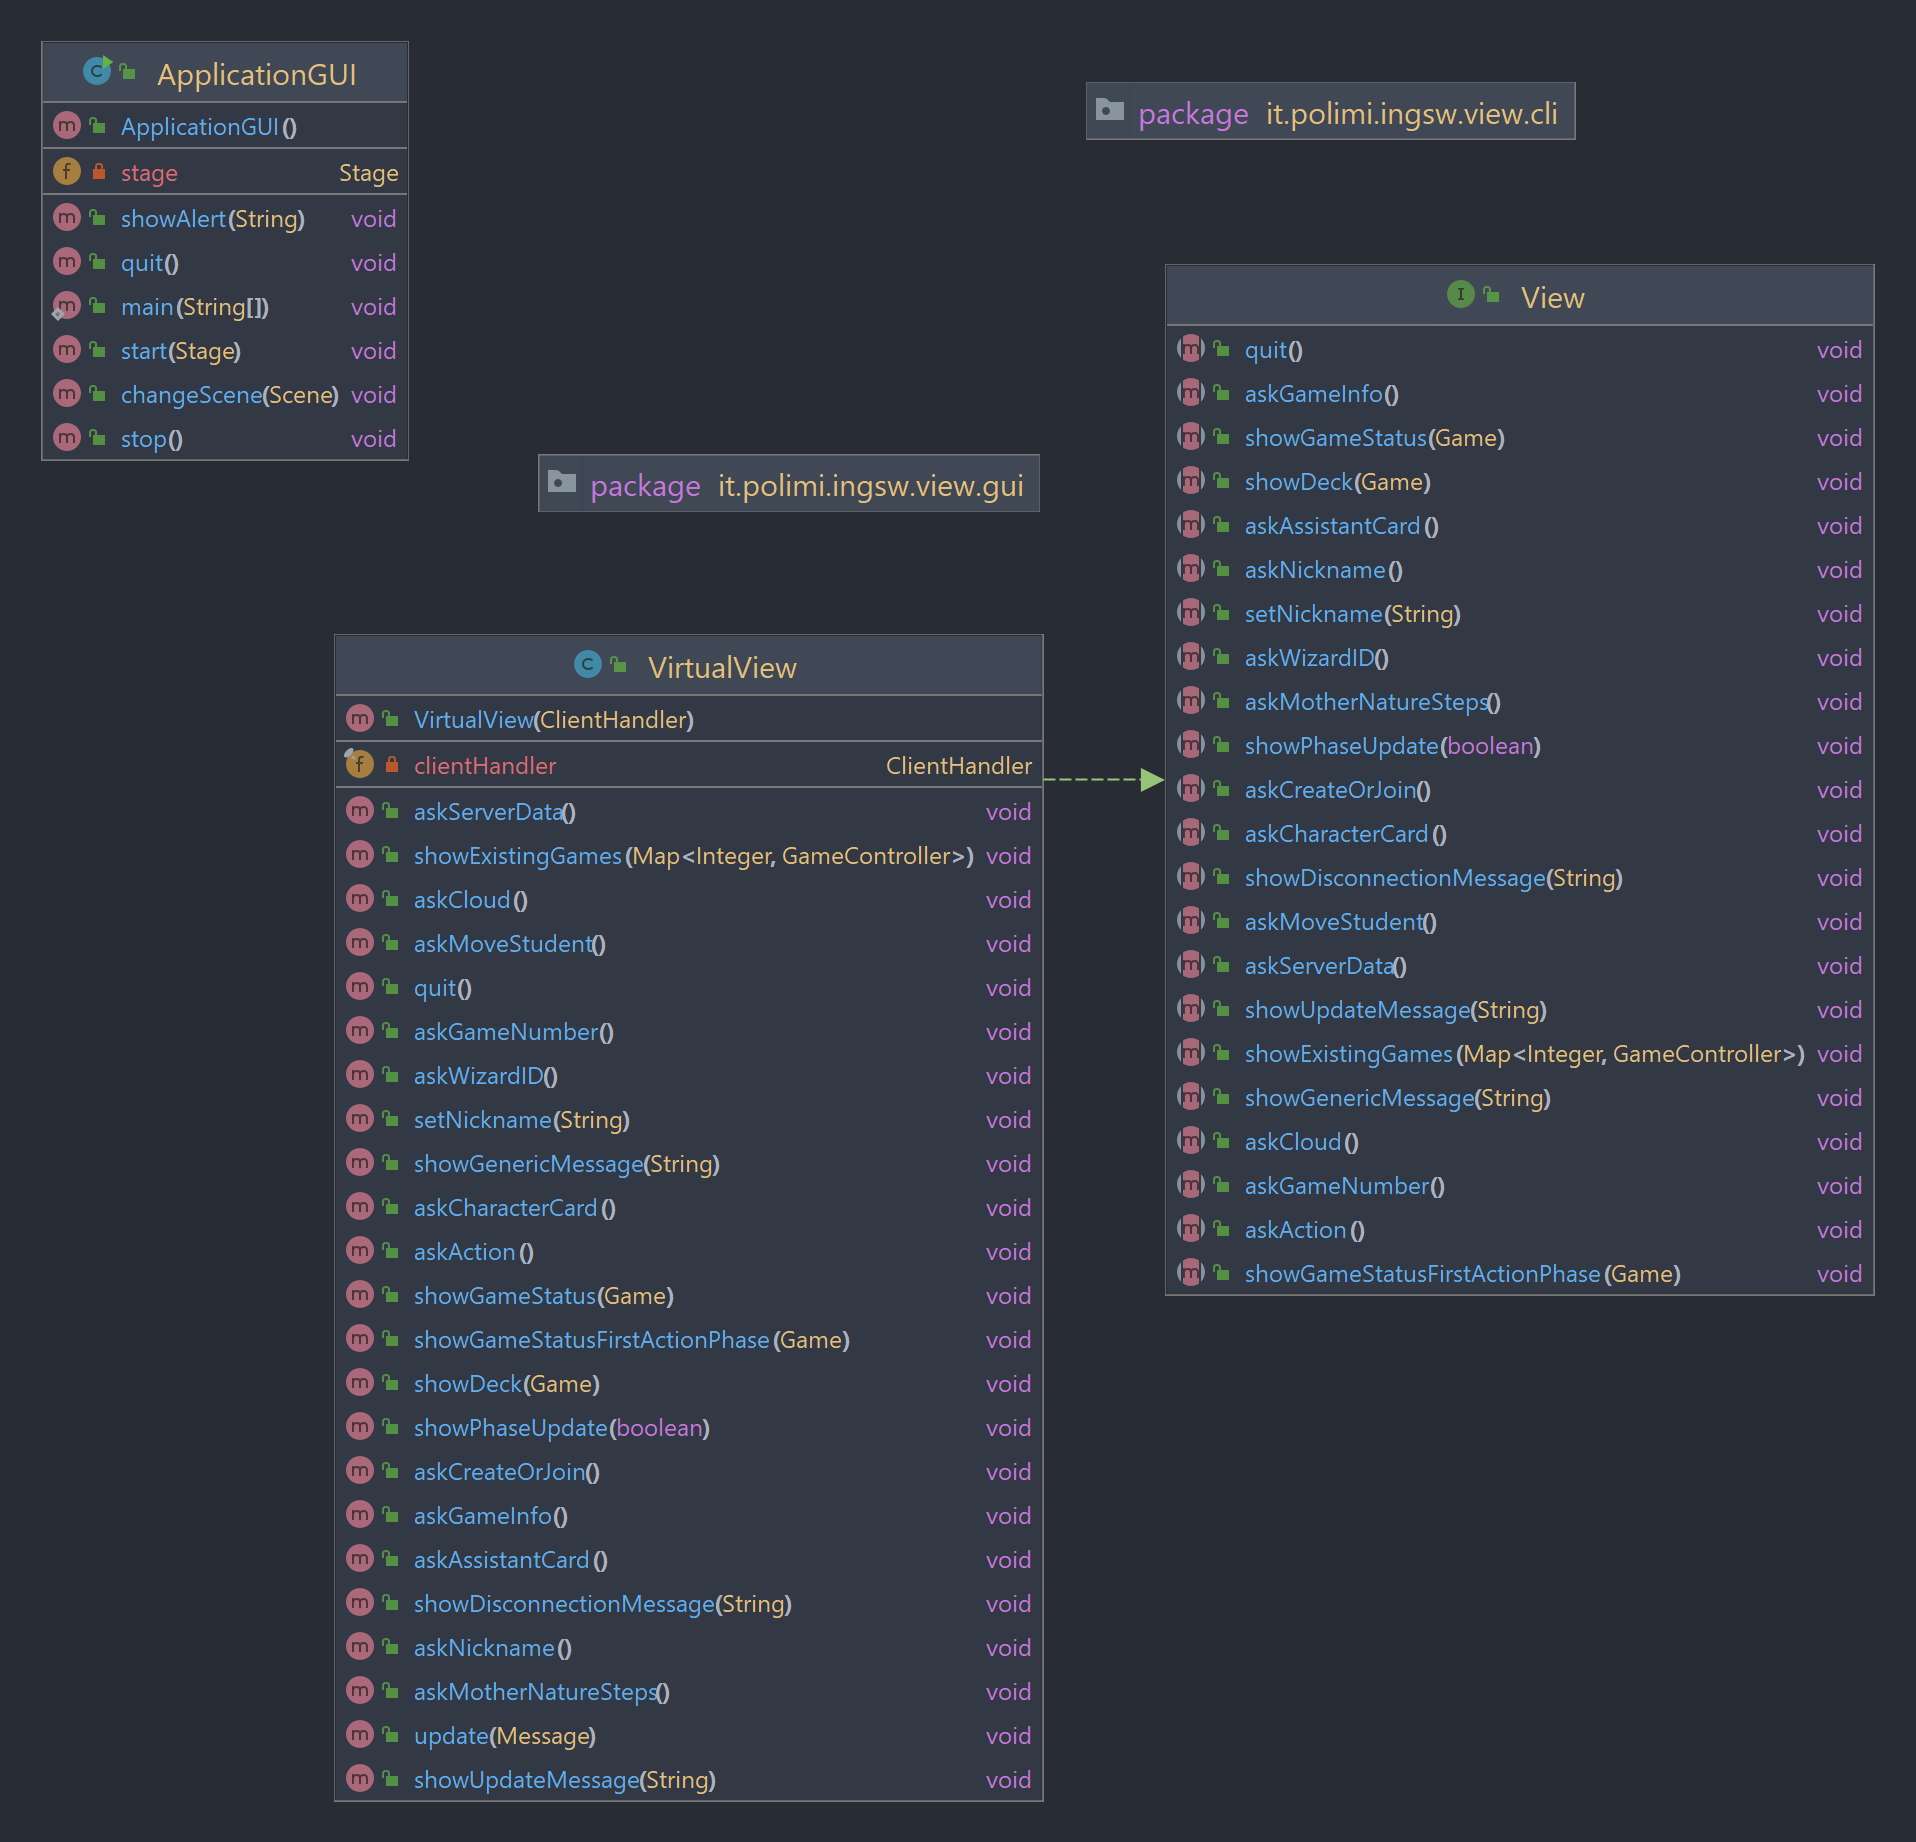 ApplicationGUI
ApplicationGUI()
stage Stage
showAlert(String) void
quit() void
main(String[]) void
start(Stage) void
changeScene(Scene) void
stop() void
package it.polimi.ingsw.view.cli
package it.polimi.ingsw.view.gui
View
quit() void
askGameInfo() void
showGameStatus(Game) void
showDeck(Game) void
askAssistantCard() void
askNickname() void
setNickname(String) void
askWizardID() void
askMotherNatureSteps() void
showPhaseUpdate(boolean) void
askCreateOrJoin() void
askCharacterCard() void
showDisconnectionMessage(String) void
askMoveStudent() void
askServerData() void
showUpdateMessage(String) void
showExistingGames(Map<Integer, GameController>) void
showGenericMessage(String) void
askCloud() void
askGameNumber() void
askAction() void
showGameStatusFirstActionPhase(Game) void
VirtualView
VirtualView(ClientHandler)
clientHandler ClientHandler
askServerData() void
showExistingGames(Map<Integer, GameController>) void
askCloud() void
askMoveStudent() void
quit() void
askGameNumber() void
askWizardID() void
setNickname(String) void
showGenericMessage(String) void
askCharacterCard() void
askAction() void
showGameStatus(Game) void
showGameStatusFirstActionPhase(Game) void
showDeck(Game) void
showPhaseUpdate(boolean) void
askCreateOrJoin() void
askGameInfo() void
askAssistantCard() void
showDisconnectionMessage(String) void
askNickname() void
askMotherNatureSteps() void
update(Message) void
showUpdateMessage(String) void